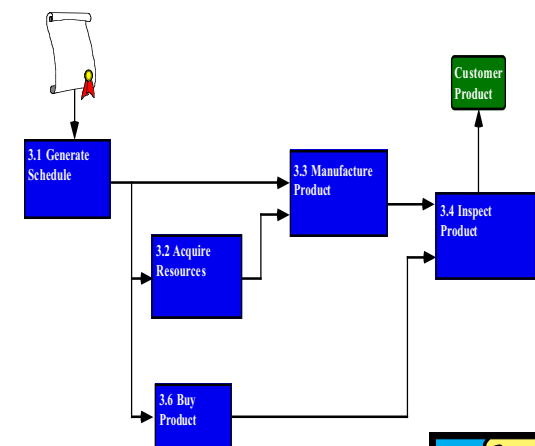 Customer
Product
3.1 Generate
Schedule
3.3 Manufacture
Product
3.4 Inspect
Product
3.2 Acquire
Resources
3.6 Buy
Product